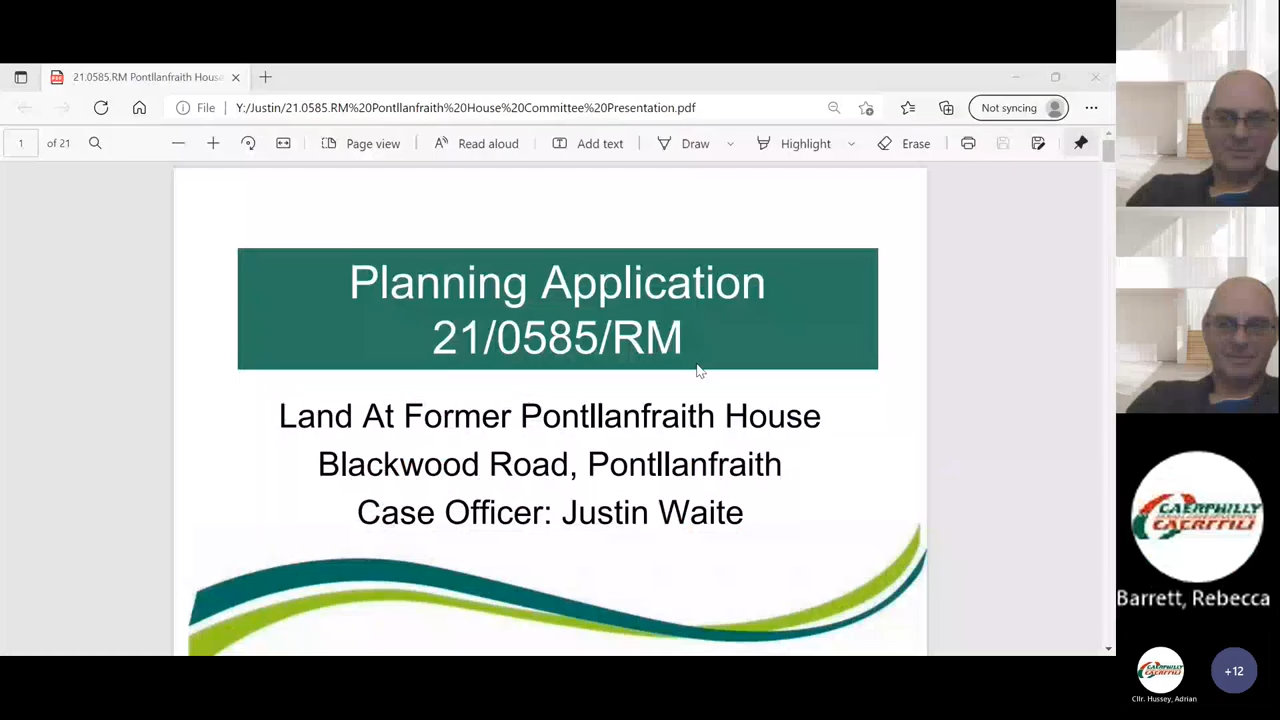 21.0585.RM Pontllanfraith House
File
Y:/Justin/21.0585.RM%20Pontllanfraith%20House%20Committee%20Presentation.pdf
Not syncing
1 of 21
Page view
Read aloud
Add text
Draw
Highlight
Erase
Planning Application
21/0585/RM
Land At Former Pontllanfraith House
Blackwood Road, Pontllanfraith
Case Officer: Justin Waite
CAERPHILLY
CAERFFILI
Barrett, Rebecca
CAERPHILLY
CAERFFILI
Cllr. Hussey, Adrian
+12